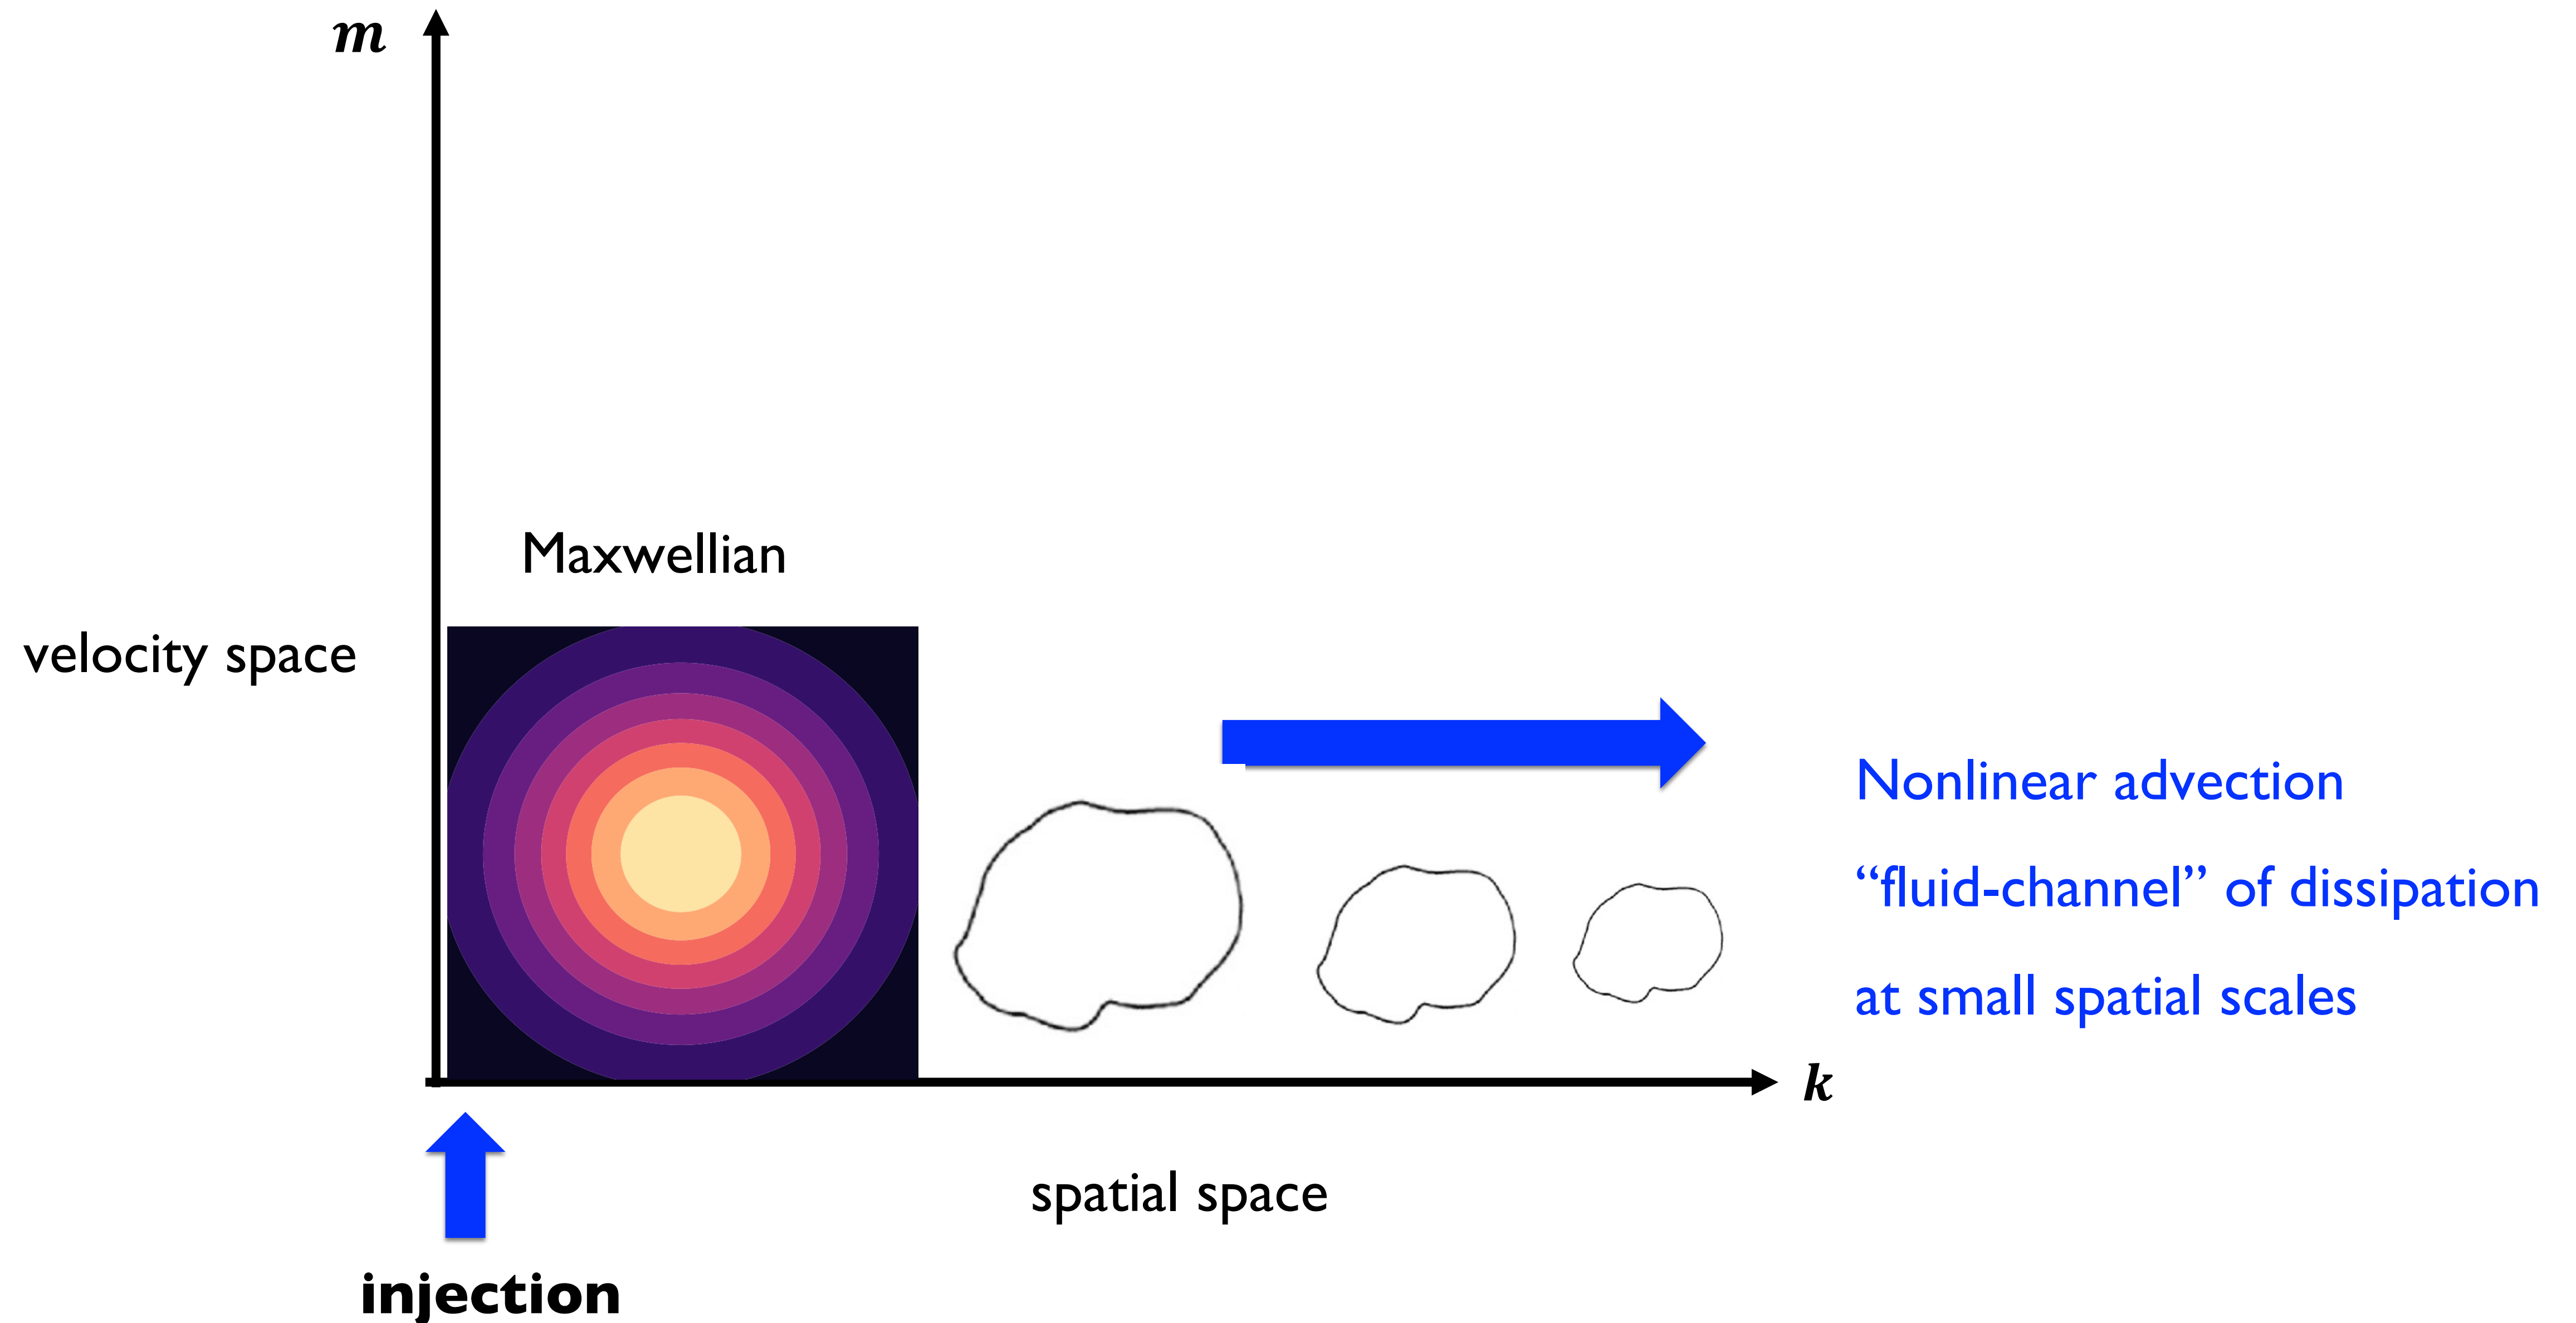 m
Maxwellian
velocity space
Nonlinear advection
“fluid-channel” of dissipation
at small spatial scales
k
spatial space
injection